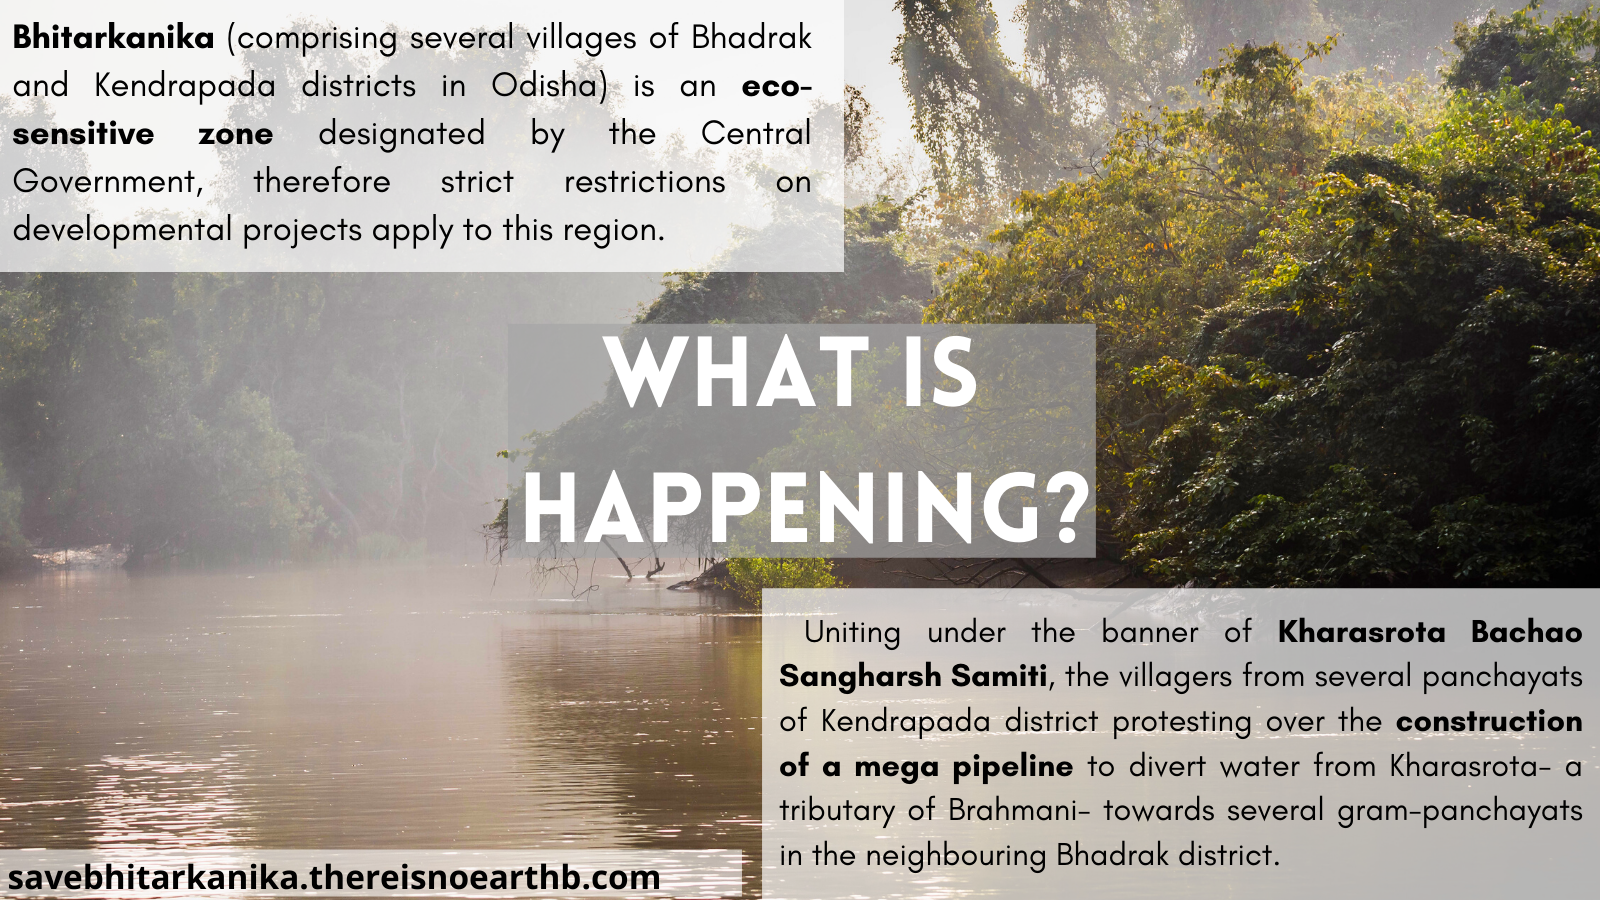 Bhitarkanika (comprising several villages of Bhadrak
and Kendrapada districts in Odisha) is an eco-
sensitive zone designated by the Central
Government, therefore strict restrictions on
developmental projects apply to this region.
WHAT IS
HAPPENING?
Uniting under the banner of Kharasrota Bachao
Sangharsh Samiti, the villagers from several panchayats
of Kendrapada district protesting over the construction
of a mega pipeline to divert water from Kharasrota- a
tributary of Brahmani- towards several gram-panchayats
in the neighbouring Bhadrak district.
savebhitarkanika.thereisnoearthb.com